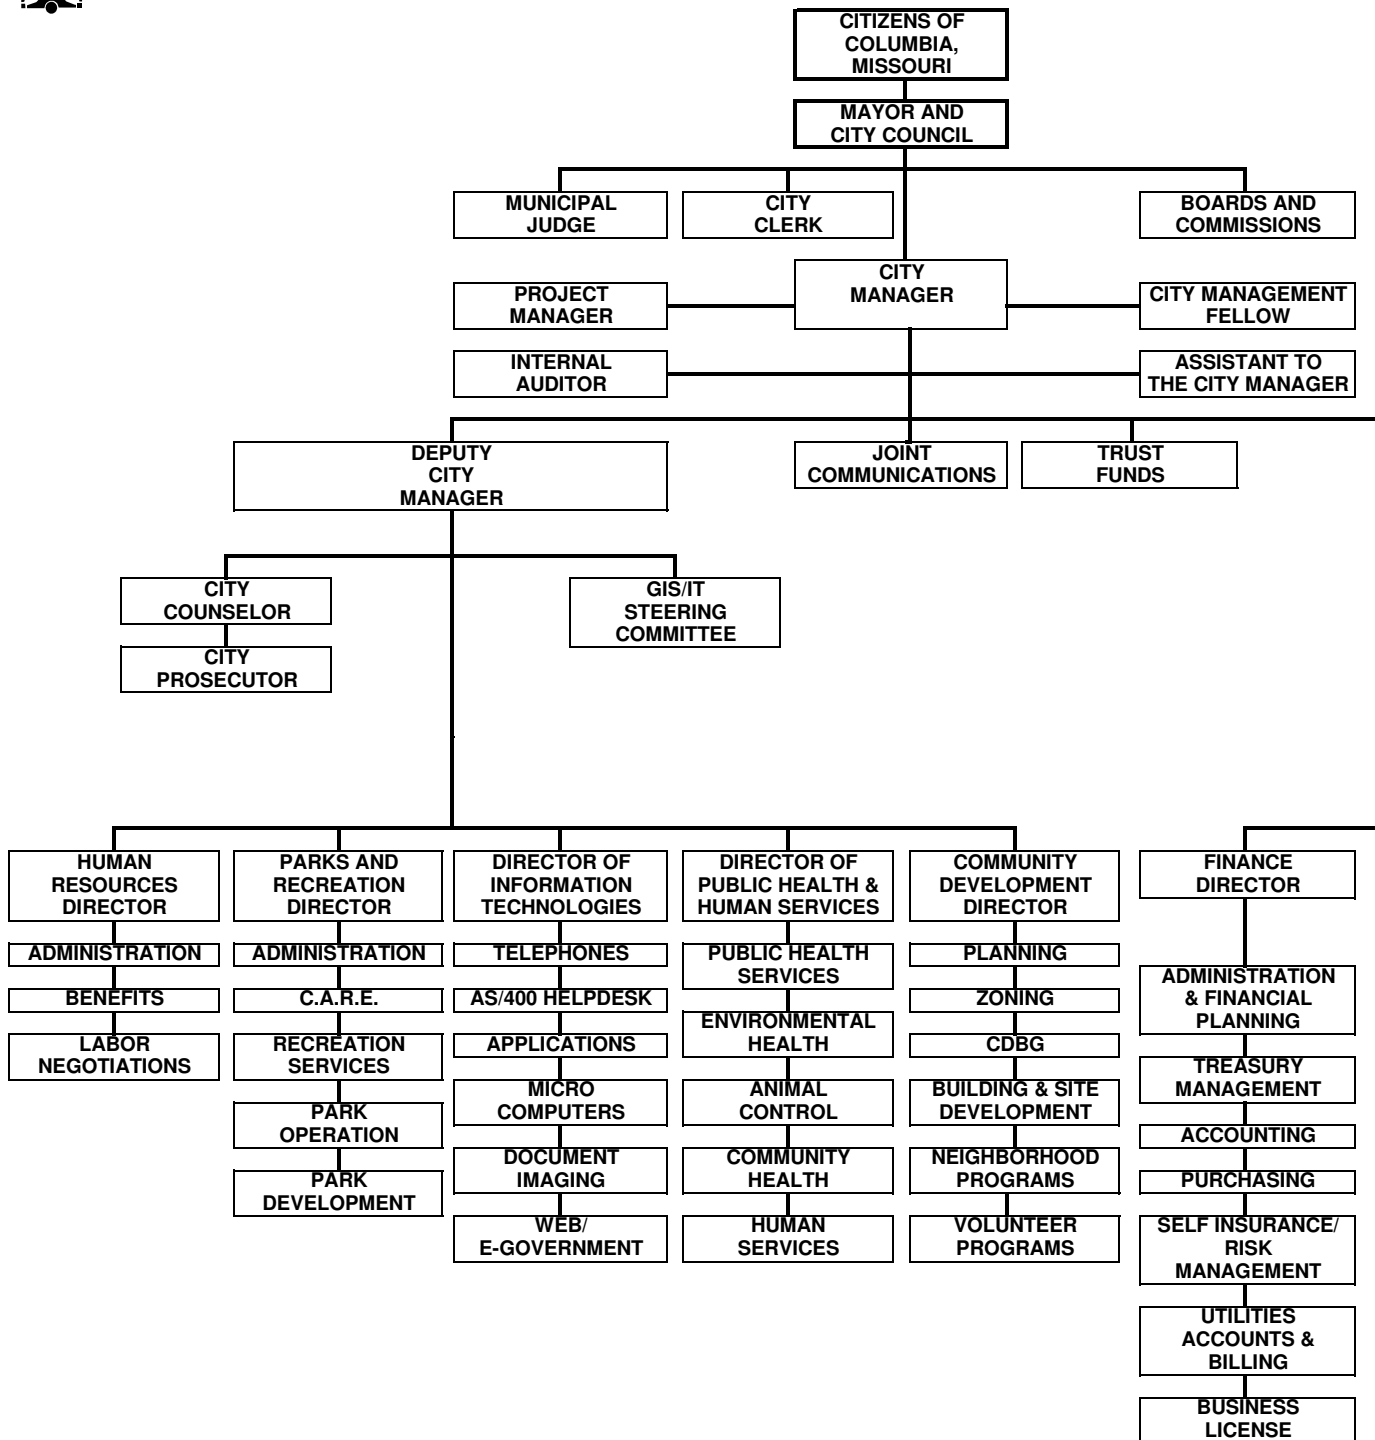 CITIZENS OF
COLUMBIA,
MISSOURI
MAYOR AND
CITY COUNCIL
MUNICIPAL
JUDGE
CITY
CLERK
BOARDS AND
COMMISSIONS
CITY
MANAGER
PROJECT
MANAGER
CITY MANAGEMENT
FELLOW
INTERNAL
AUDITOR
ASSISTANT TO
THE CITY MANAGER
DEPUTY
CITY
MANAGER
JOINT
COMMUNICATIONS
TRUST
FUNDS
CITY
COUNSELOR
GIS/IT
STEERING
COMMITTEE
CITY
PROSECUTOR
HUMAN
RESOURCES
DIRECTOR
ADMINISTRATION
BENEFITS
LABOR
NEGOTIATIONS
PARKS AND
RECREATION
DIRECTOR
ADMINISTRATION
C.A.R.E.
RECREATION
SERVICES
PARK
OPERATION
PARK
DEVELOPMENT
DIRECTOR OF
INFORMATION
TECHNOLOGIES
TELEPHONES
AS/400 HELPDESK
APPLICATIONS
MICRO
COMPUTERS
DOCUMENT
IMAGING
WEB/
E-GOVERNMENT
DIRECTOR OF
PUBLIC HEALTH &
HUMAN SERVICES
PUBLIC HEALTH
SERVICES
ENVIRONMENTAL
HEALTH
ANIMAL
CONTROL
COMMUNITY
HEALTH
HUMAN
SERVICES
COMMUNITY
DEVELOPMENT
DIRECTOR
PLANNING
ZONING
CDBG
BUILDING & SITE
DEVELOPMENT
NEIGHBORHOOD
PROGRAMS
VOLUNTEER
PROGRAMS
FINANCE
DIRECTOR
ADMINISTRATION
& FINANCIAL
PLANNING
TREASURY
MANAGEMENT
ACCOUNTING
PURCHASING
SELF INSURANCE/
RISK
MANAGEMENT
UTILITIES
ACCOUNTS &
BILLING
BUSINESS
LICENSE